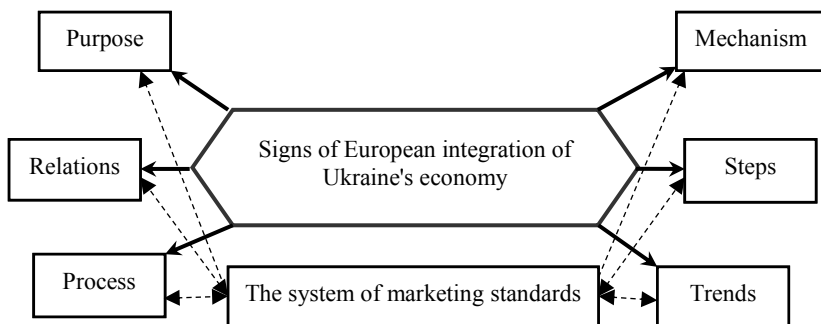 Purpose
Mechanism
Signs of European integration of
Ukraine's economy
Relations
Steps
Process
The system of marketing standards
Trends